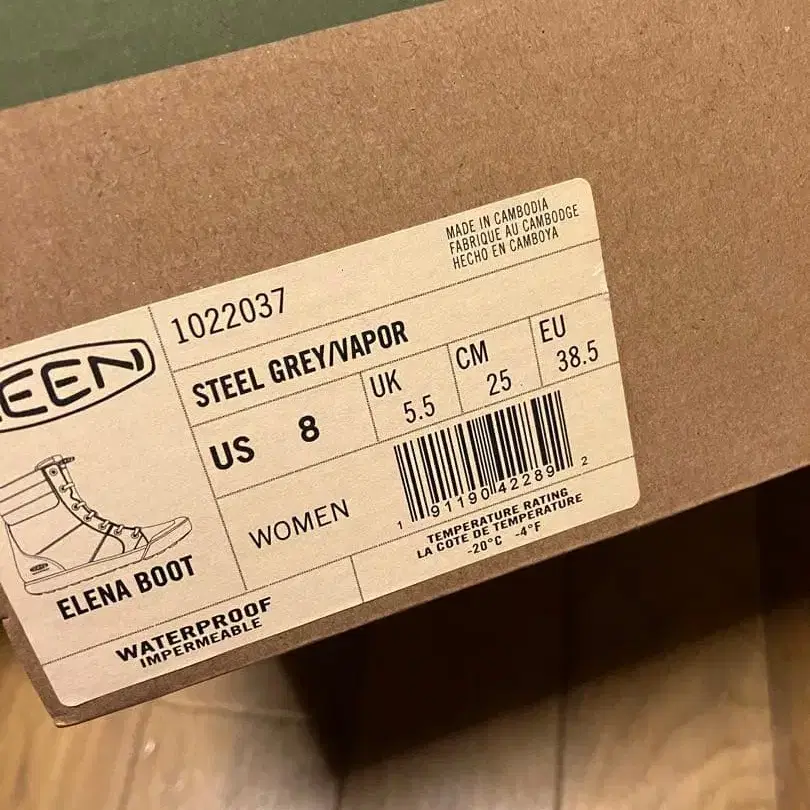 MADE IN CAMBODIA
FABRIQUE AU CAMBODGE
HECHO EN CAMBOYA
1022037
KEEN
STEEL GREY/VAPOR
US 8
UK 5.5
CM 25
EU 38.5
WOMEN
1 91190 42289 2
TEMPERATURE RATING
LA COTE DE TEMPERATURE
-20°C -4°F
ELENA BOOT
WATERPROOF
IMPERMEABLE